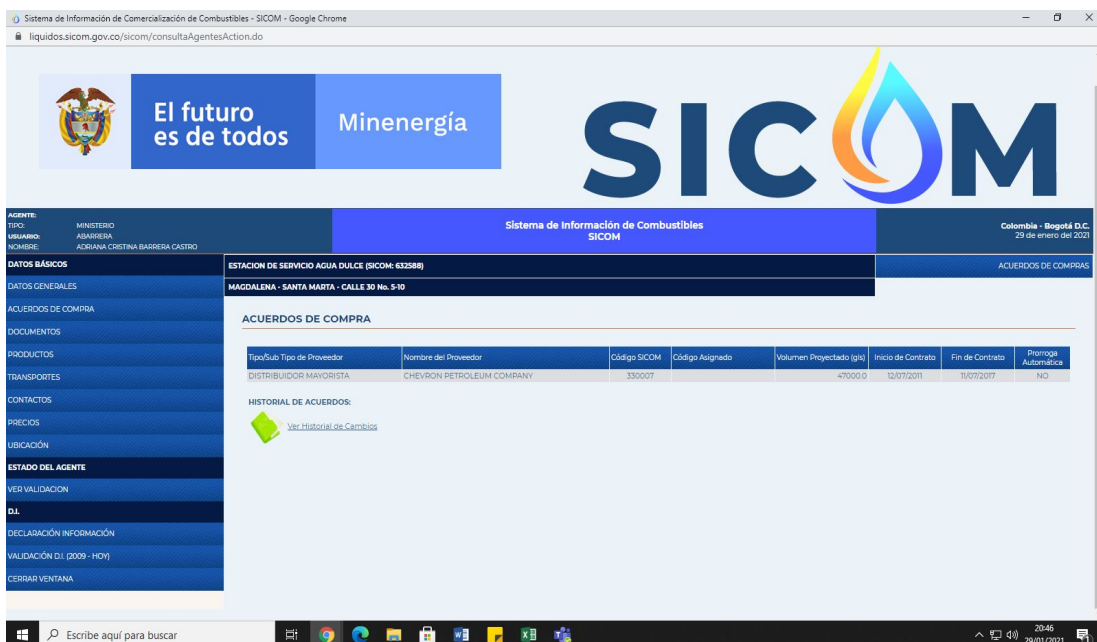 Sistema de Información de Comercialización de Combustibles - SICOM - Google Chrome
liquidos.sicom.gov.co/sicom/consultaAgentesAction.do
El futuro
es de todos
Minenergía
SICOM
AGENTE:
TIPO: MINISTERIO
USUARIO: ABARRERA
NOMBRE: ADRIANA CRISTINA BARRERA CASTRO
Sistema de Información de Combustibles
SICOM
Colombia - Bogotá D.C.
29 de enero del 2021
DATOS BÁSICOS
DATOS GENERALES
ACUERDOS DE COMPRA
DOCUMENTOS
PRODUCTOS
TRANSPORTES
CONTACTOS
PRECIOS
UBICACIÓN
ESTADO DEL AGENTE
VER VALIDACION
D.I.
DECLARACIÓN INFORMACIÓN
VALIDACIÓN D.I. (2009 - HOY)
CERRAR VENTANA
ESTACION DE SERVICIO AGUA DULCE (SICOM: 632588)
ACUERDOS DE COMPRAS
MAGDALENA - SANTA MARTA - CALLE 30 No. 5-10
ACUERDOS DE COMPRA
Tipo/Sub Tipo de Proveedor Nombre del Proveedor Código SICOM Código Asignado Volumen Proyectado (gls) Inicio de Contrato Fin de Contrato Prorroga Automática
DISTRIBUIDOR MAYORISTA CHEVRON PETROLEUM COMPANY 330007 47000.0 12/07/2011 11/07/2017 NO
HISTORIAL DE ACUERDOS:
Ver Historial de Cambios
Escribe aquí para buscar
20:46
29/01/2021